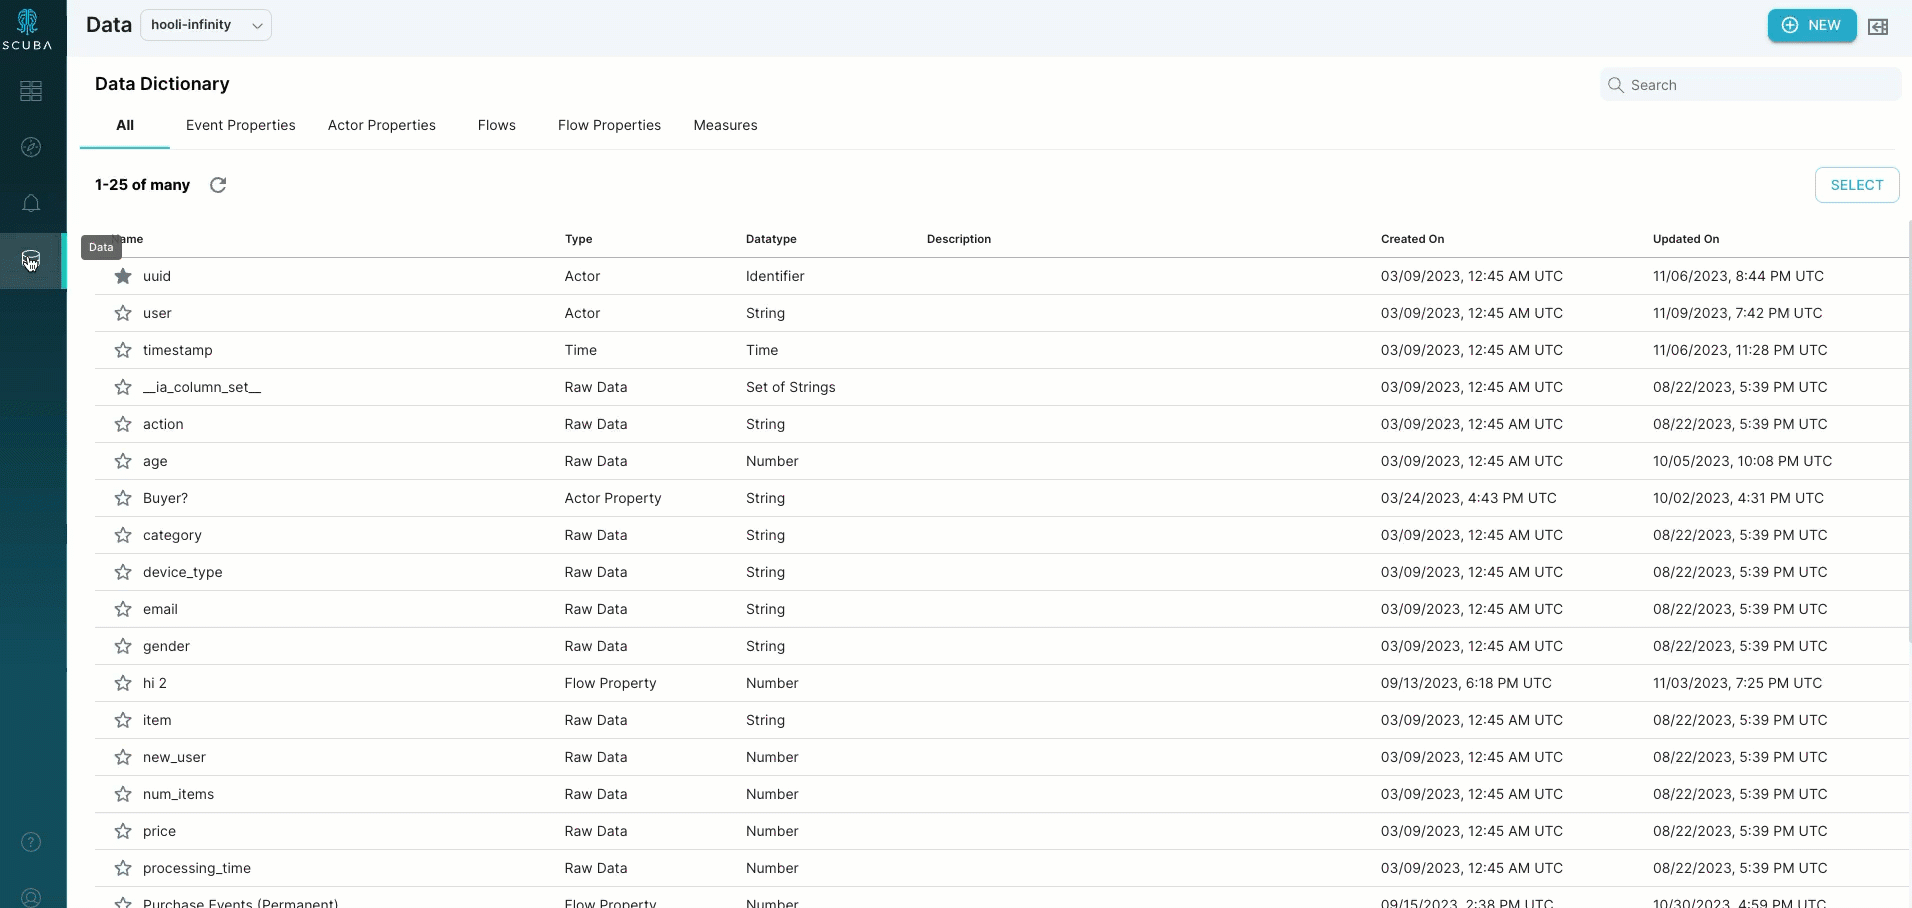 SCUBA
Data hooli-infinity NEW
Data Dictionary Search
All Event Properties Actor Properties Flows Flow Properties Measures
1-25 of many SELECT
Data
ame Type Datatype Description Created On Updated On
uuid Actor Identifier 03/09/2023, 12:45 AM UTC 11/06/2023, 8:44 PM UTC
user Actor String 03/09/2023, 12:45 AM UTC 11/09/2023, 7:42 PM UTC
timestamp Time Time 03/09/2023, 12:45 AM UTC 11/06/2023, 11:28 PM UTC
__ia_column_set__ Raw Data Set of Strings 03/09/2023, 12:45 AM UTC 08/22/2023, 5:39 PM UTC
action Raw Data String 03/09/2023, 12:45 AM UTC 08/22/2023, 5:39 PM UTC
age Raw Data Number 03/09/2023, 12:45 AM UTC 10/05/2023, 10:08 PM UTC
Buyer? Actor Property String 03/24/2023, 4:43 PM UTC 10/02/2023, 4:31 PM UTC
category Raw Data String 03/09/2023, 12:45 AM UTC 08/22/2023, 5:39 PM UTC
device_type Raw Data String 03/09/2023, 12:45 AM UTC 08/22/2023, 5:39 PM UTC
email Raw Data String 03/09/2023, 12:45 AM UTC 08/22/2023, 5:39 PM UTC
gender Raw Data String 03/09/2023, 12:45 AM UTC 08/22/2023, 5:39 PM UTC
hi 2 Flow Property Number 09/13/2023, 6:18 PM UTC 11/03/2023, 7:25 PM UTC
item Raw Data String 03/09/2023, 12:45 AM UTC 08/22/2023, 5:39 PM UTC
new_user Raw Data Number 03/09/2023, 12:45 AM UTC 08/22/2023, 5:39 PM UTC
num_items Raw Data Number 03/09/2023, 12:45 AM UTC 08/22/2023, 5:39 PM UTC
price Raw Data Number 03/09/2023, 12:45 AM UTC 08/22/2023, 5:39 PM UTC
processing_time Raw Data Number 03/09/2023, 12:45 AM UTC 08/22/2023, 5:39 PM UTC
Purchase Events (Permanent) Flow Property Number 09/15/2023, 2:38 PM UTC 10/30/2023, 4:59 PM UTC